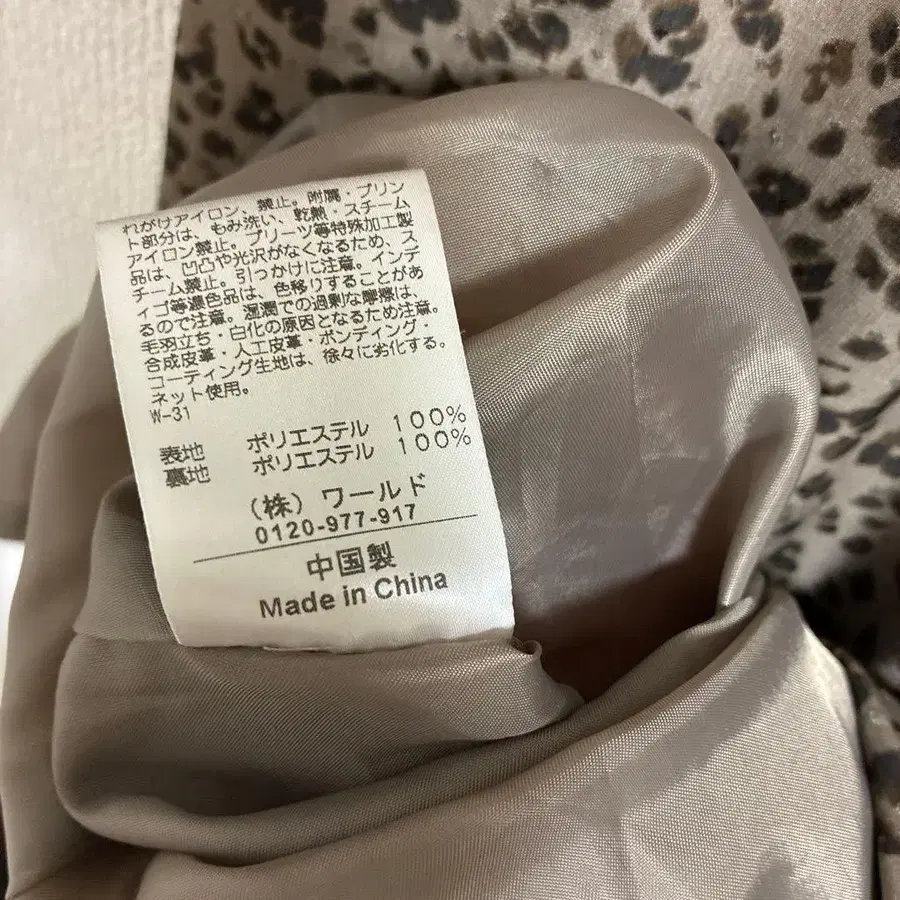 れがけアイロン、禁止。附属・プリン
ト部分は、もみ洗い、乾熱・スチーム
アイロン禁止。プリーツ等特殊加工製
品は、凹凸や光沢がなくなるため、ス
チーム禁止。引っかけに注意。インデ
ィゴ等濃色品は、色移りすることがあ
るので注意。湿潤での過剰な摩擦は、
毛羽立ち・白化の原因となるため注意。
合成皮革・人工皮革・ボンディング・
コーティング生地は、徐々に劣化する。
ネット使用。
W-31
表地 ポリエステル 100%
裏地 ポリエステル 100%
(株) ワールド
0120-977-917
中国製
Made in China